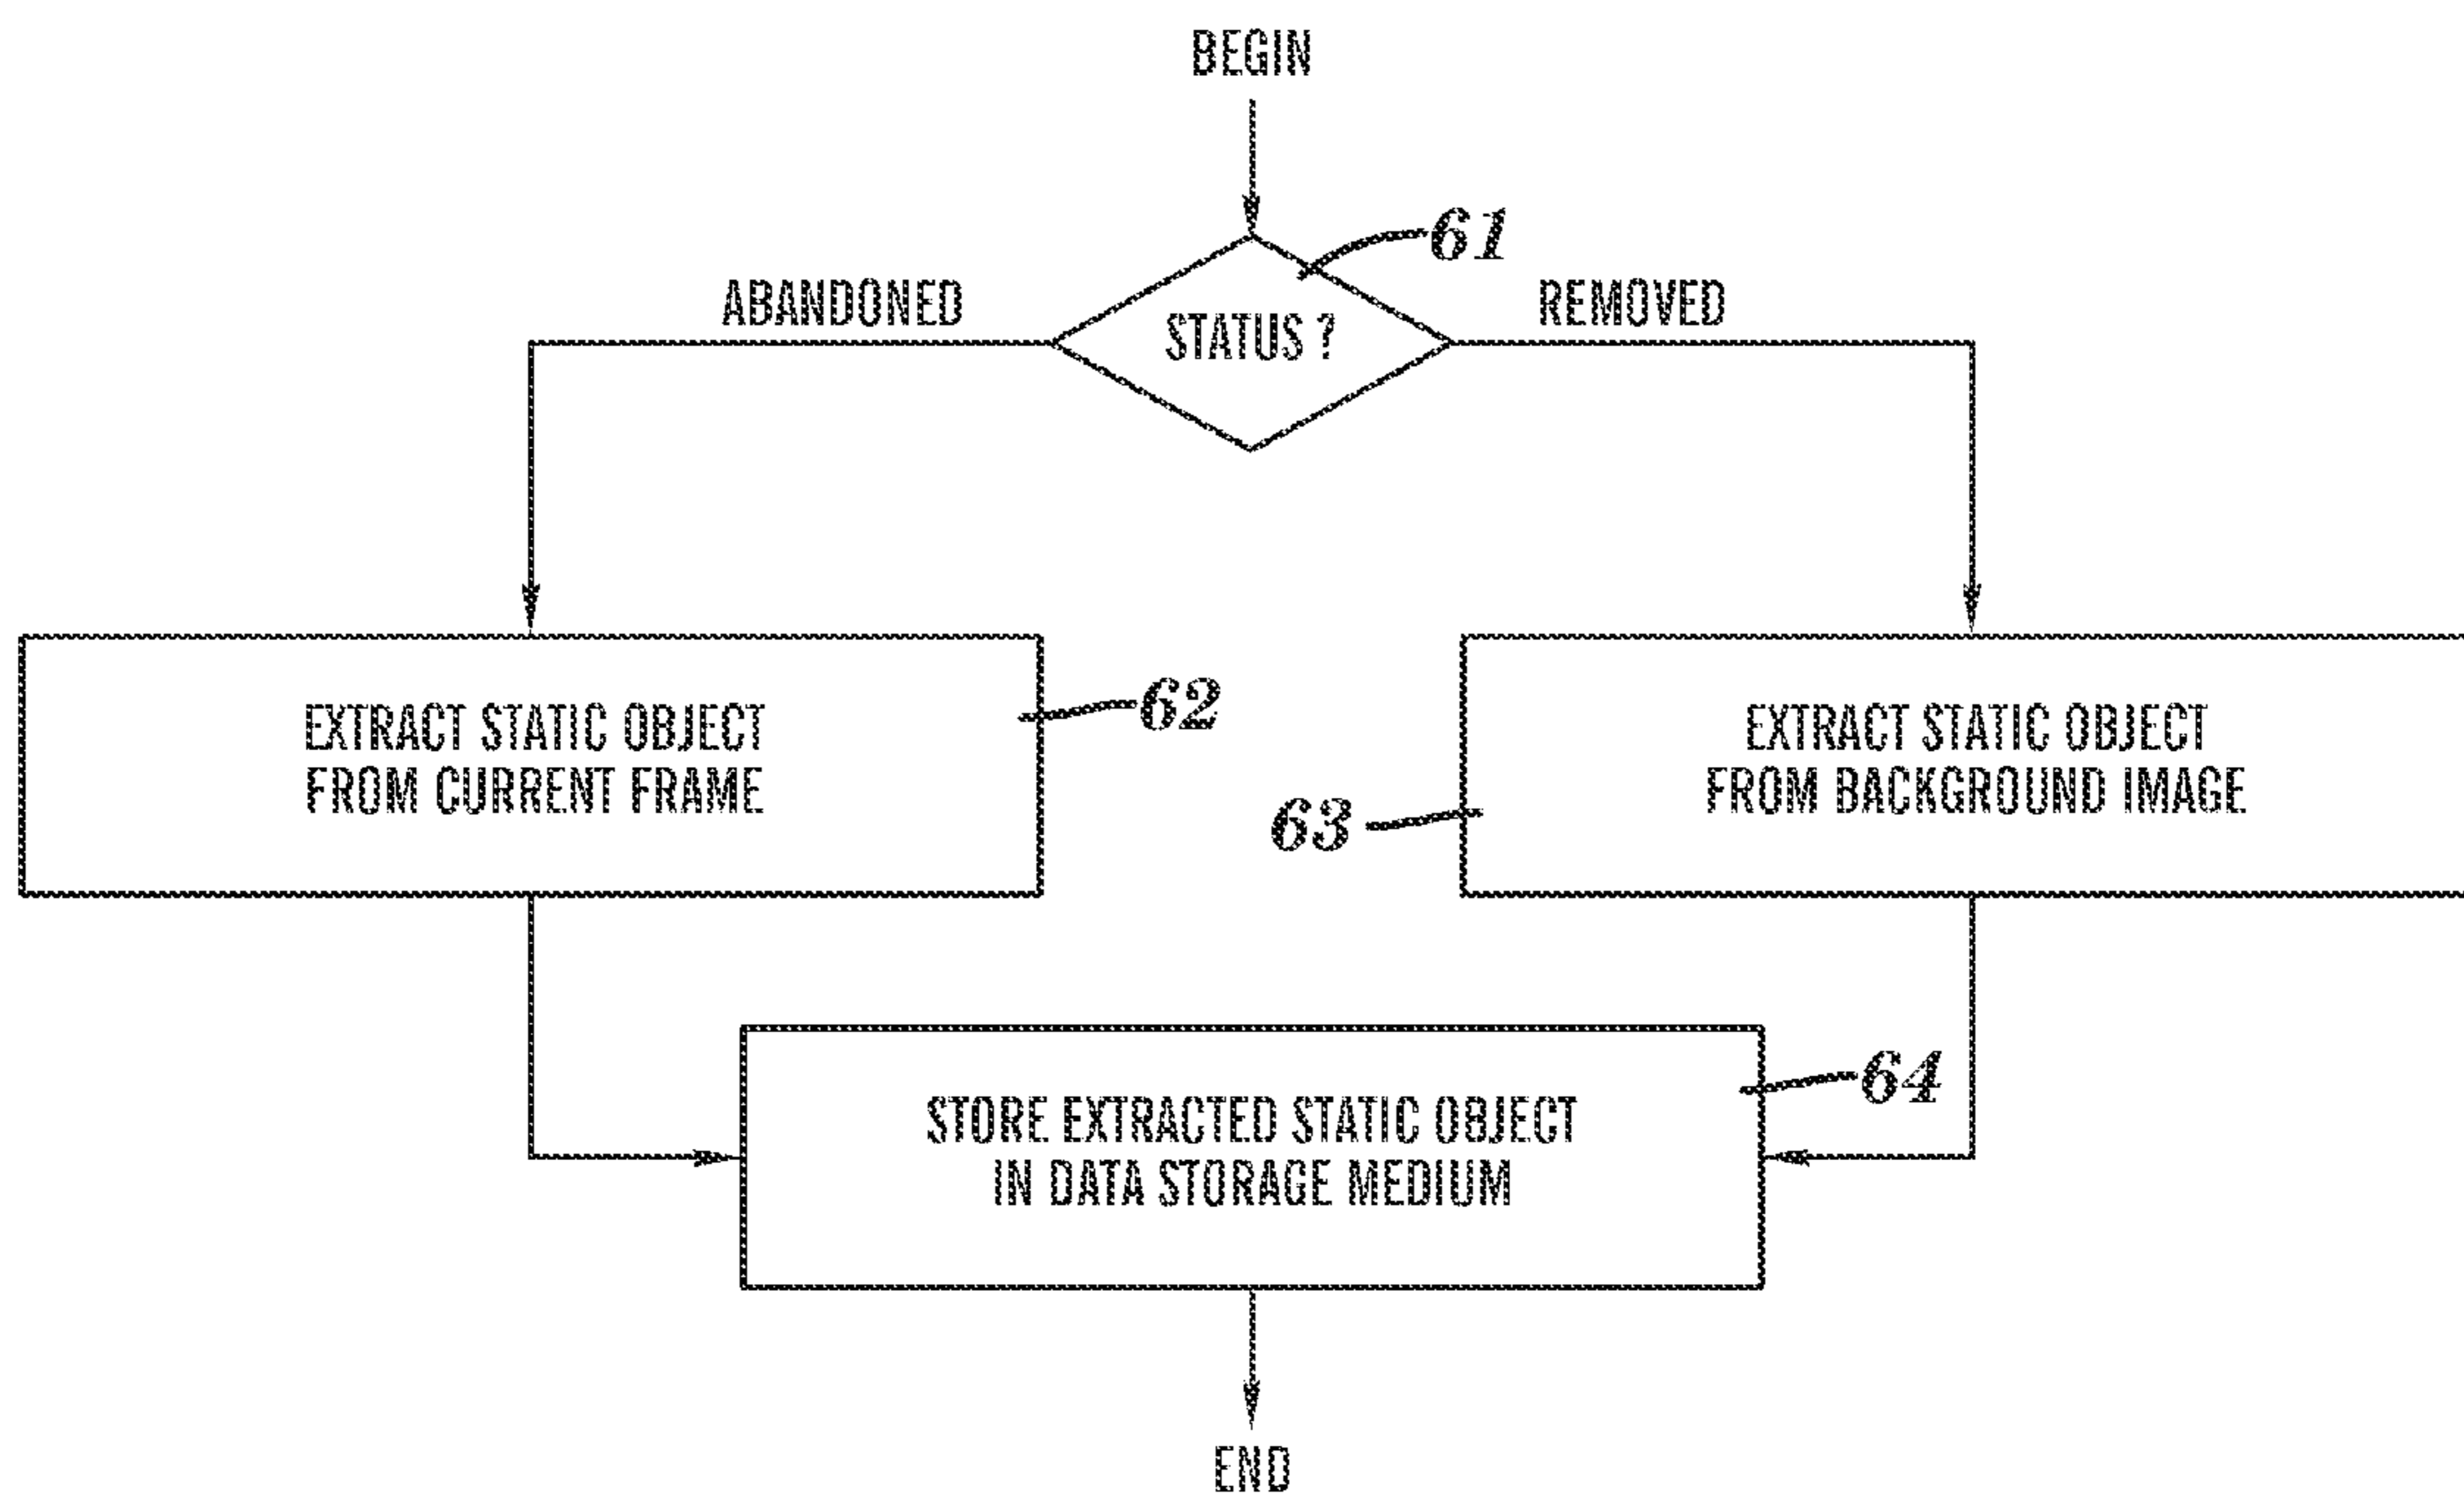 BEGIN
61
ABANDONED
STATUS ?
REMOVED
EXTRACT STATIC OBJECT
FROM CURRENT FRAME
62
63
EXTRACT STATIC OBJECT
FROM BACKGROUND IMAGE
STORE EXTRACTED STATIC OBJECT
IN DATA STORAGE MEDIUM
64
END